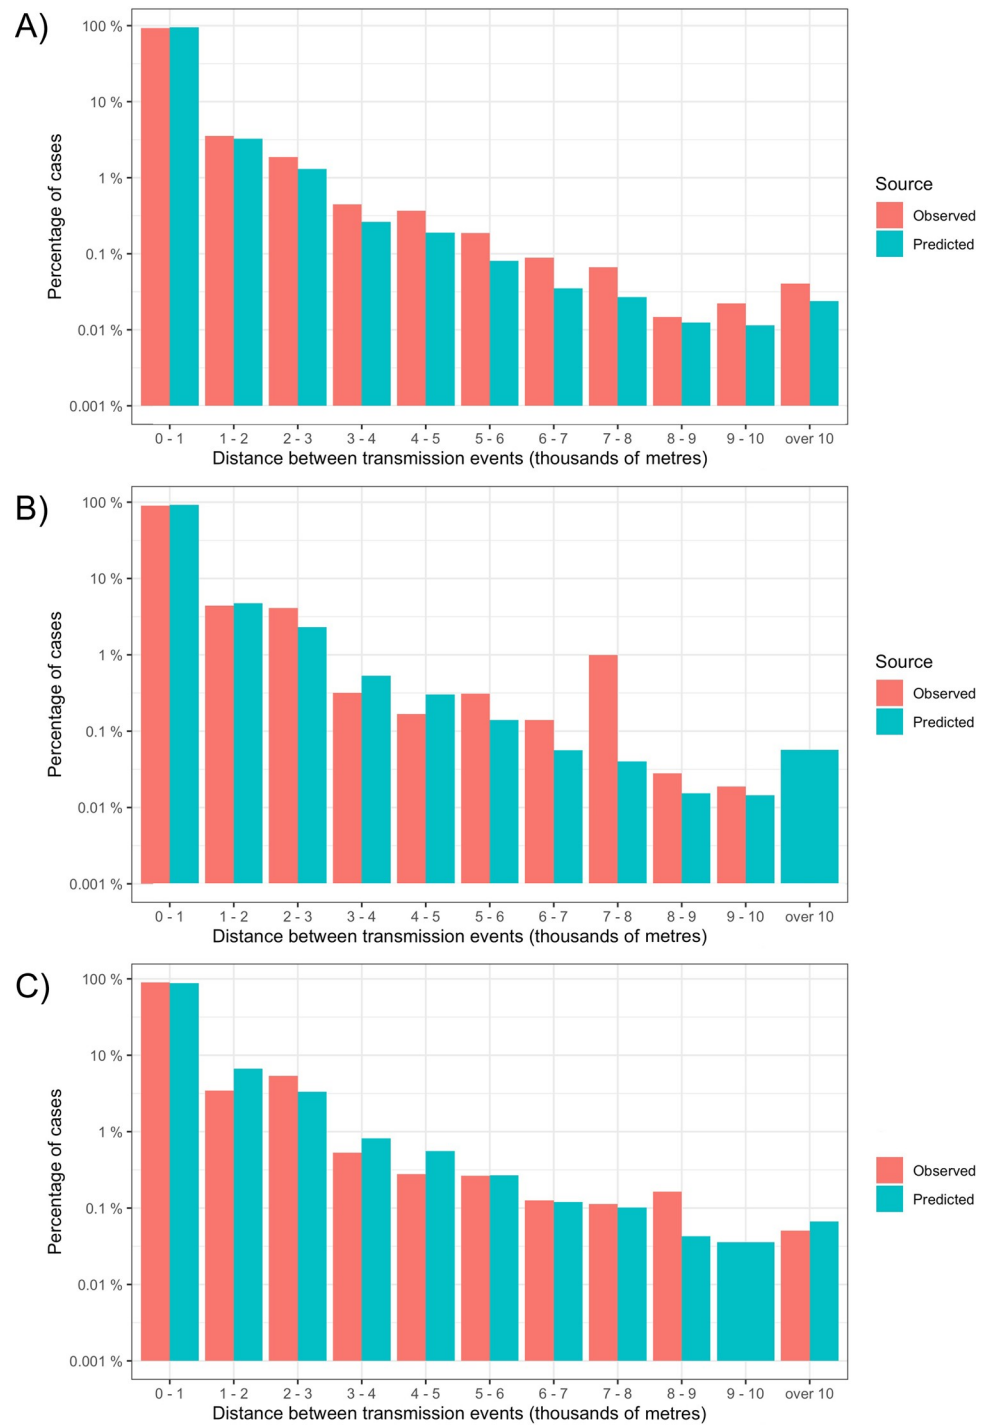 A)
100 %
10 %
1 %
0.1 %
0.01 %
0.001 %
Percentage of cases
0 - 1 1 - 2 2 - 3 3 - 4 4 - 5 5 - 6 6 - 7 7 - 8 8 - 9 9 - 10 over 10
Distance between transmission events (thousands of metres)
Source
Observed
Predicted
B)
100 %
10 %
1 %
0.1 %
0.01 %
0.001 %
Percentage of cases
0 - 1 1 - 2 2 - 3 3 - 4 4 - 5 5 - 6 6 - 7 7 - 8 8 - 9 9 - 10 over 10
Distance between transmission events (thousands of metres)
Source
Observed
Predicted
C)
100 %
10 %
1 %
0.1 %
0.01 %
0.001 %
Percentage of cases
0 - 1 1 - 2 2 - 3 3 - 4 4 - 5 5 - 6 6 - 7 7 - 8 8 - 9 9 - 10 over 10
Distance between transmission events (thousands of metres)
Observed
Predicted